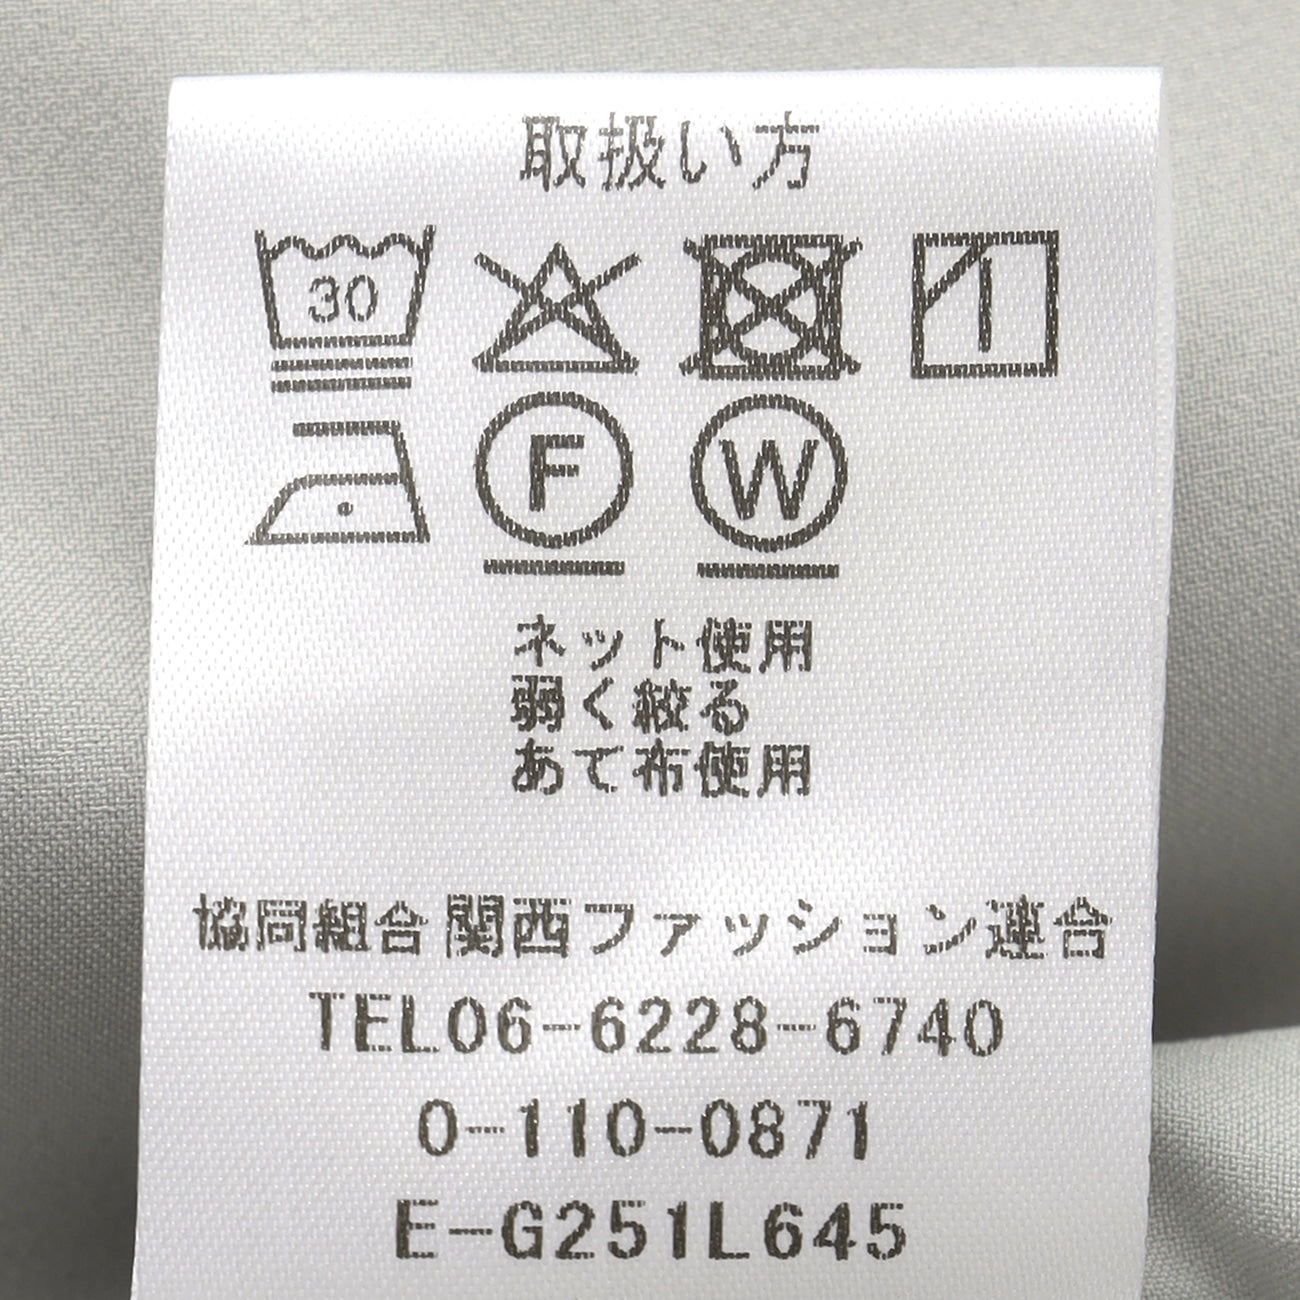 取扱い方
30
F W
ネット使用
弱く絞る
あて布使用
協同組合関西ファッション連合
TEL06-6228-6740
0-110-0871
E-G251L645